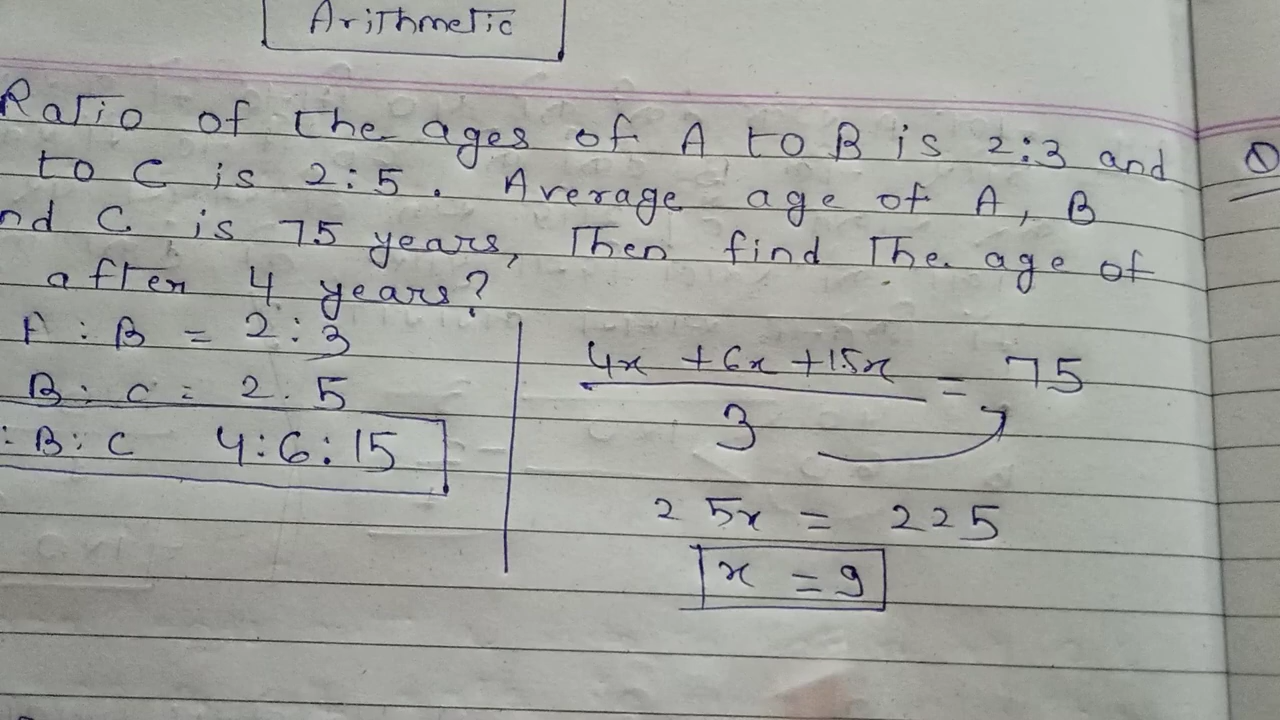 Arithmetic
Ratio of the ages of A to B is 2:3 and
to C is 2:5. Average age of A, B
nd C is 75 years, Then find The age of
after 4 years?
A : B = 2:3
B : C = 2.5
: B : C 4:6:15
4x + 6x + 15x = 75
3
25x = 225
x = 9
①